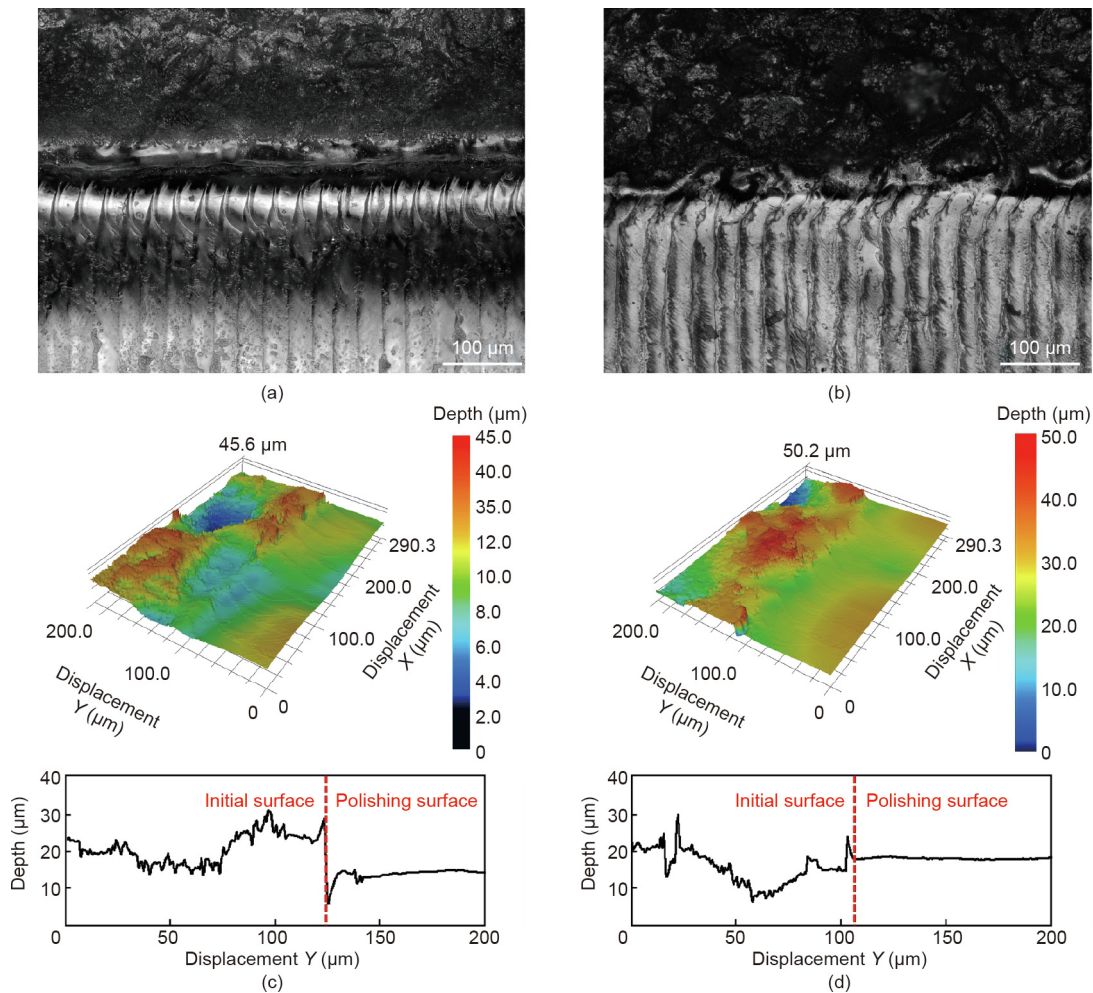 100 μm
100 μm
(a)
(b)
Depth (μm)
45.6 μm
45.0
40.0
35.0
12.0
10.0
8.0
6.0
4.0
2.0
0
290.3
200.0
100.0
0
Displacement
X (μm)
200.0
100.0
0
Displacement
Y (μm)
Depth (μm)
50.2 μm
50.0
40.0
30.0
20.0
10.0
0
290.3
200.0
100.0
0
Displacement
X (μm)
200.0
100.0
0
Displacement
Y (μm)
40
30
20
10
Depth (μm)
Initial surface
Polishing surface
0
50
100
150
200
Displacement Y (μm)
(c)
40
30
20
10
Depth (μm)
Initial surface
Polishing surface
0
50
100
150
200
Displacement Y (μm)
(d)